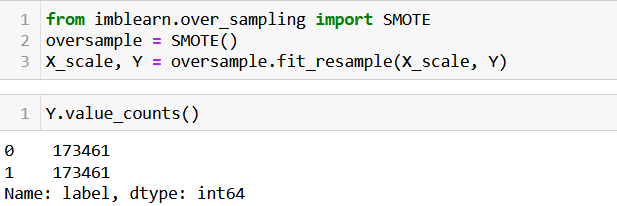 1 from imblearn.over_sampling import SMOTE
2 oversample = SMOTE()
3 X_scale, Y = oversample.fit_resample(X_scale, Y)
1 Y.value_counts()
0    173461
1    173461
Name: label, dtype: int64